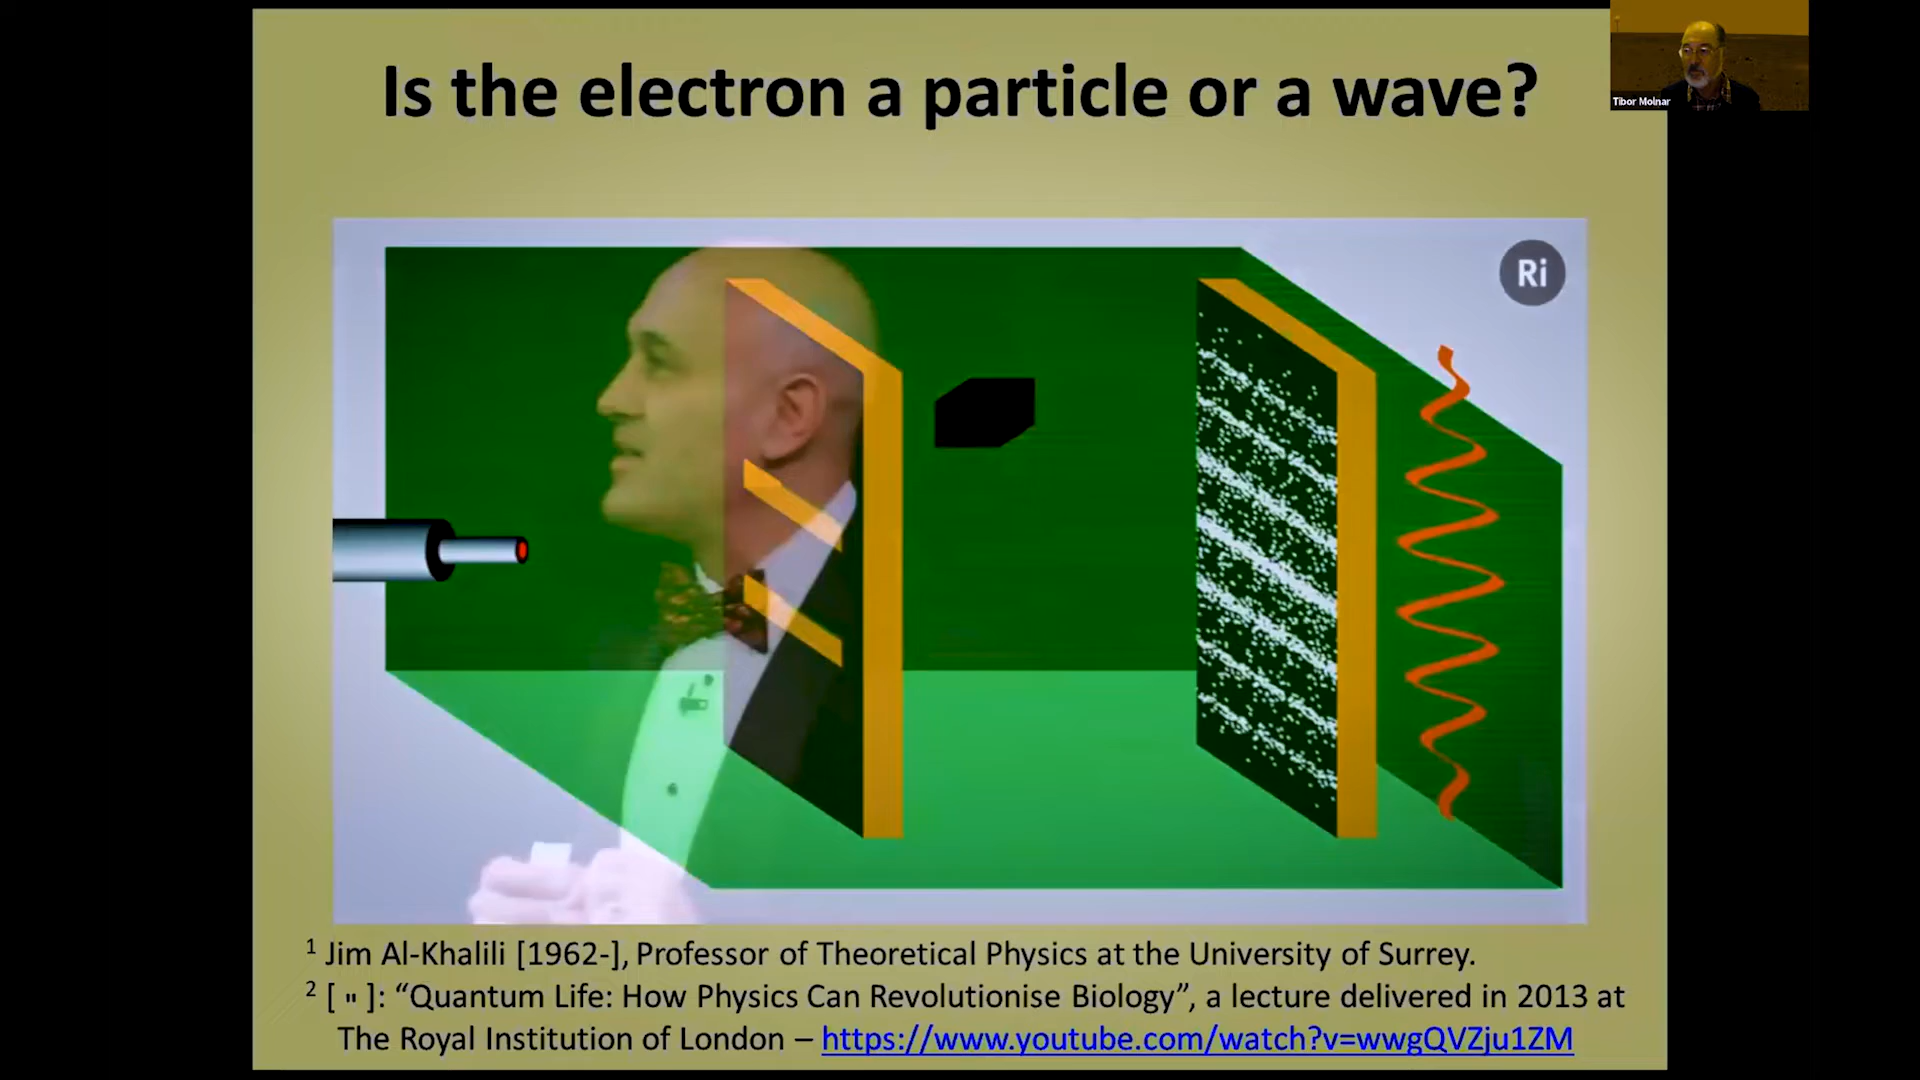 Is the electron a particle or a wave?
Tibor Molnar
Ri
¹ Jim Al-Khalili [1962-], Professor of Theoretical Physics at the University of Surrey.
² [ " ]: “Quantum Life: How Physics Can Revolutionise Biology”, a lecture delivered in 2013 at
The Royal Institution of London – https://www.youtube.com/watch?v=wwgQVZju1ZM